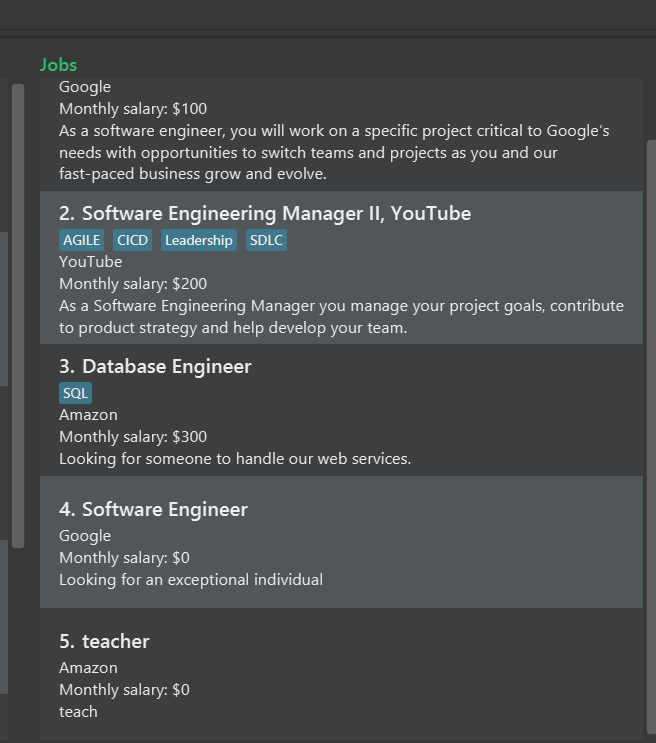 Jobs
Google
Monthly salary: $100
As a software engineer, you will work on a specific project critical to Google’s
needs with opportunities to switch teams and projects as you and our
fast-paced business grow and evolve.
2. Software Engineering Manager II, YouTube
AGILE CICD Leadership SDLC
YouTube
Monthly salary: $200
As a Software Engineering Manager you manage your project goals, contribute
to product strategy and help develop your team.
3. Database Engineer
SQL
Amazon
Monthly salary: $300
Looking for someone to handle our web services.
4. Software Engineer
Google
Monthly salary: $0
Looking for an exceptional individual
5. teacher
Amazon
Monthly salary: $0
teach